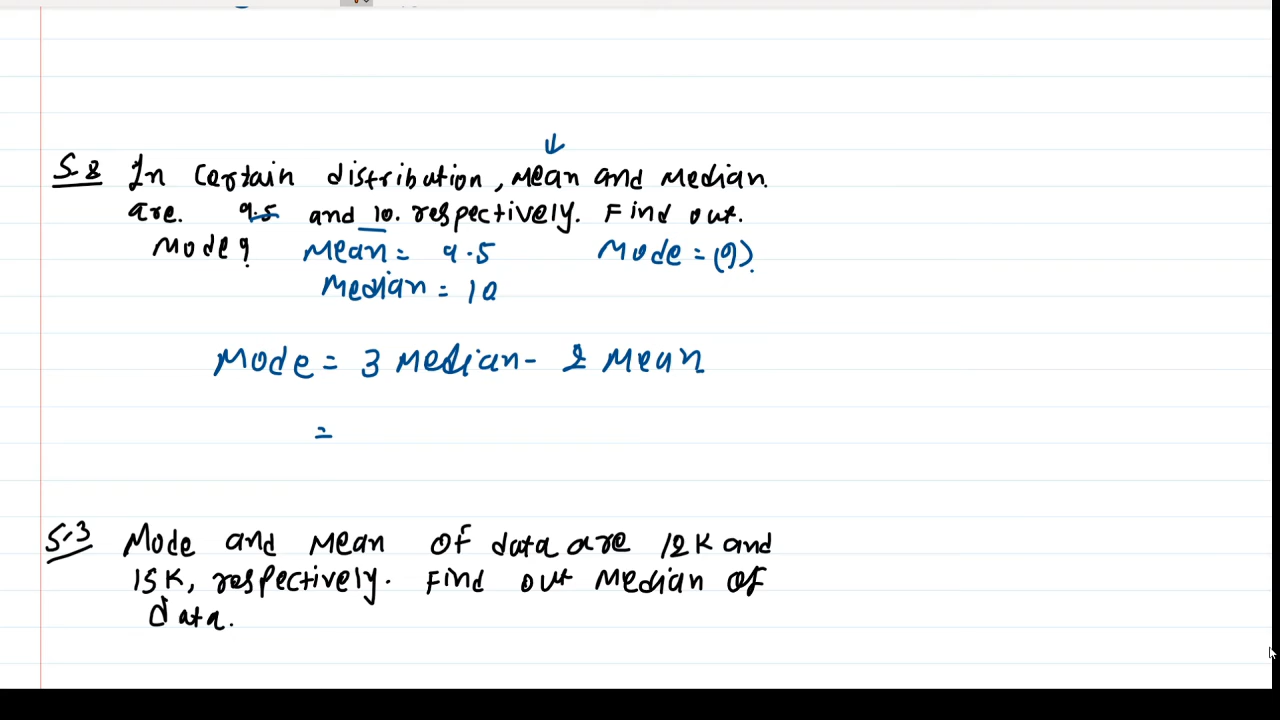 S.2 In certain distribution, Mean and Median.
are. 9.5 and 10. respectively. Find out.
Mode? Mean = 9.5 Mode = (?).
Median = 10
Mode = 3 Median - 2 Mean
=
S.3 Mode and Mean of data are 12K and
15K, respectively. Find out Median of
data.